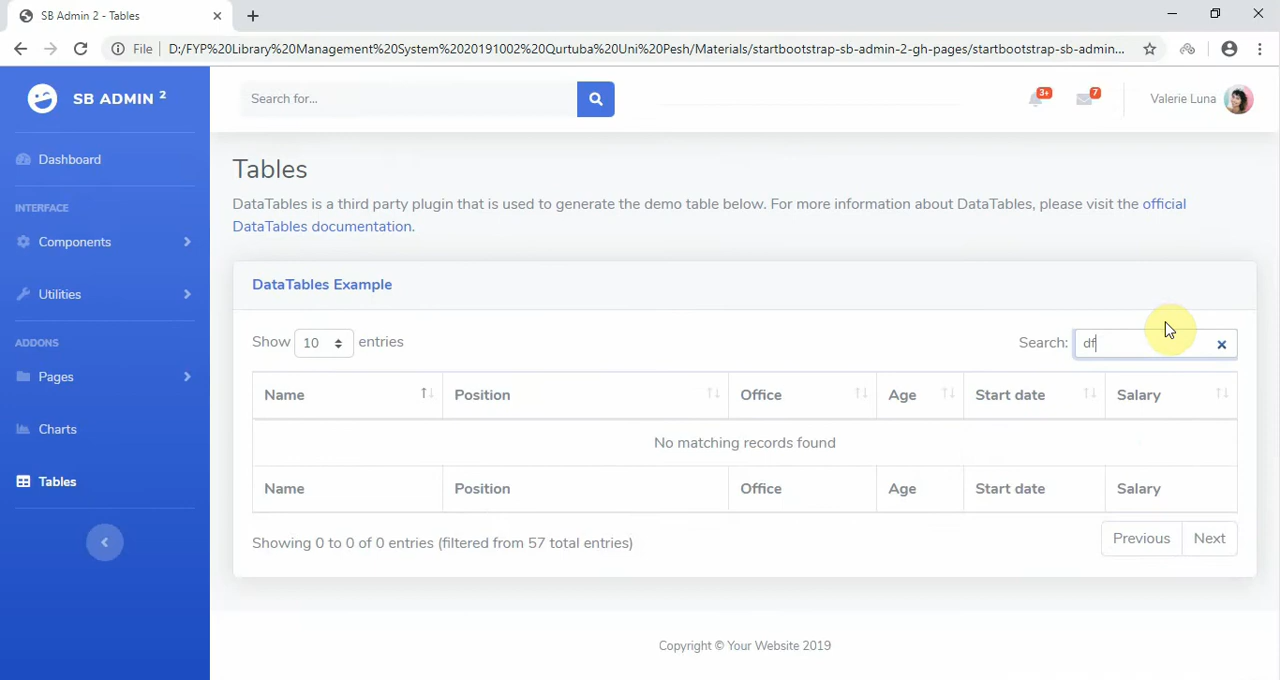 SB Admin 2 - Tables
File D:/FYP%20Library%20Management%20System%2020191002%20Qurtuba%20Uni%20Pesh/Materials/startbootstrap-sb-admin-2-gh-pages/startbootstrap-sb-admin...
SB ADMIN 2
Search for...
3+
7
Valerie Luna
Dashboard
INTERFACE
Components
Utilities
ADDONS
Pages
Charts
Tables
Tables
DataTables is a third party plugin that is used to generate the demo table below. For more information about DataTables, please visit the official
DataTables documentation.
DataTables Example
Show 10 entries
Search: df
Name Position Office Age Start date Salary
No matching records found
Name Position Office Age Start date Salary
Showing 0 to 0 of 0 entries (filtered from 57 total entries)
Previous Next
Copyright © Your Website 2019